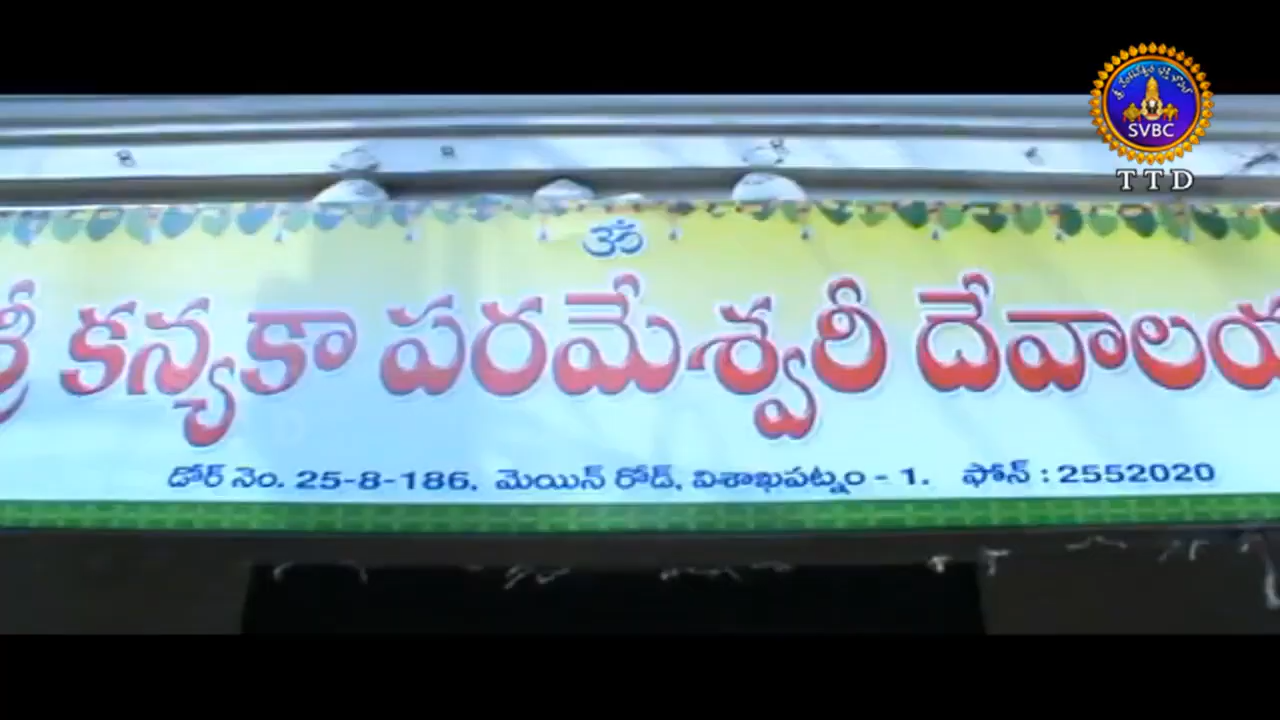 SVBC
TTD
ఓం
శ్రీ కన్యకా పరమేశ్వరీ దేవాలయ
డోర్ నెం. 25-8-186, మెయిన్ రోడ్, విశాఖపట్నం - 1. ఫోన్ : 2552020